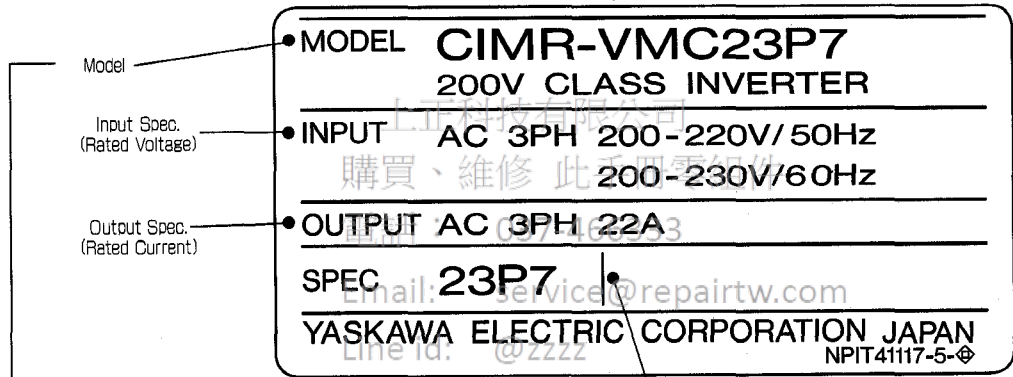 MODEL CIMR-VMC23P7
Model
200V CLASS INVERTER
上正科技有限公司
Input Spec.
(Rated Voltage)
INPUT AC 3PH 200-220V/50Hz
購買、維修 此手冊零組件
200-230V/60Hz
Output Spec.
(Rated Current)
OUTPUT AC 3PH 22A
電話: 037-466333
SPEC 23P7
Email: service@repairtw.com
YASKAWA ELECTRIC CORPORATION JAPAN
Line id: @zzzz
NPIT41117-5-